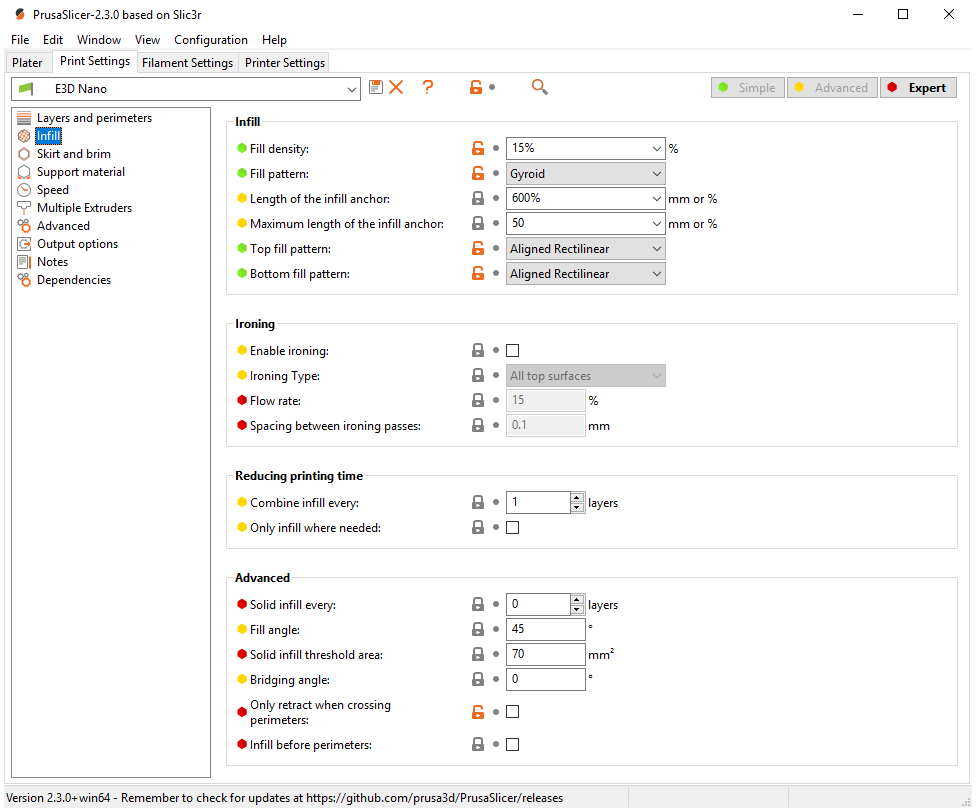 PrusaSlicer-2.3.0 based on Slic3r
File Edit Window View Configuration Help
Plater Print Settings Filament Settings Printer Settings
E3D Nano
? Simple Advanced Expert
Layers and perimeters
Infill
Skirt and brim
Support material
Speed
Multiple Extruders
Advanced
Output options
Notes
Dependencies
Infill
Fill density: 15% %
Fill pattern: Gyroid
Length of the infill anchor: 600% mm or %
Maximum length of the infill anchor: 50 mm or %
Top fill pattern: Aligned Rectilinear
Bottom fill pattern: Aligned Rectilinear
Ironing
Enable ironing:
Ironing Type: All top surfaces
Flow rate: 15 %
Spacing between ironing passes: 0.1 mm
Reducing printing time
Combine infill every: 1 layers
Only infill where needed:
Advanced
Solid infill every: 0 layers
Fill angle: 45 °
Solid infill threshold area: 70 mm²
Bridging angle: 0 °
Only retract when crossing
perimeters:
Infill before perimeters:
Version 2.3.0+win64 - Remember to check for updates at https://github.com/prusa3d/PrusaSlicer/releases